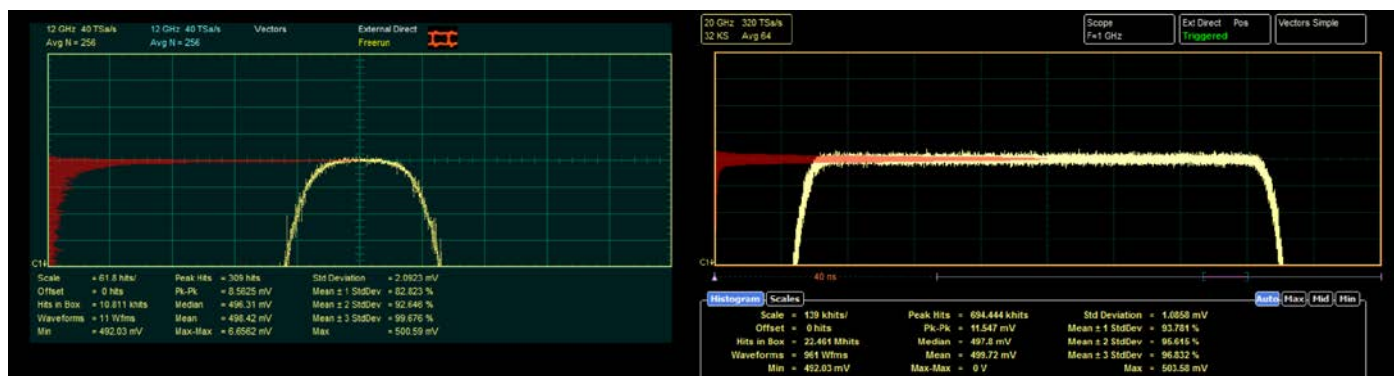 12 GHz 40 TSa/s 12 GHz 40 TSa/s Vectors External Direct
Avg N = 256 Avg N = 256 Freerun
C1
Scale = 61.8 hits/ Peak Hits = 309 hits Std Deviation = 2.0923 mV
Offset = 0 hits Pk-Pk = 8.5625 mV Mean ± 1 StdDev = 82.823 %
Hits in Box = 10.811 khits Median = 496.31 mV Mean ± 2 StdDev = 92.646 %
Waveforms = 11 Wfms Mean = 498.42 mV Mean ± 3 StdDev = 99.676 %
Min = 492.03 mV Max-Max = 6.6562 mV Max = 500.59 mV
20 GHz 320 TSa/s Scope Ext Direct Pos Vectors Simple
32 KS Avg 64 F=1 GHz Triggered
C1
40 ns
Histogram Scales Auto Max Mid Min
Scale = 139 khits/ Peak Hits = 694.444 khits Std Deviation = 1.0858 mV
Offset = 0 hits Pk-Pk = 11.547 mV Mean ± 1 StdDev = 93.781 %
Hits in Box = 22.461 Mhits Median = 497.8 mV Mean ± 2 StdDev = 95.615 %
Waveforms = 961 Wfms Mean = 499.72 mV Mean ± 3 StdDev = 96.832 %
Min = 492.03 mV Max-Max = 0 V Max = 503.58 mV